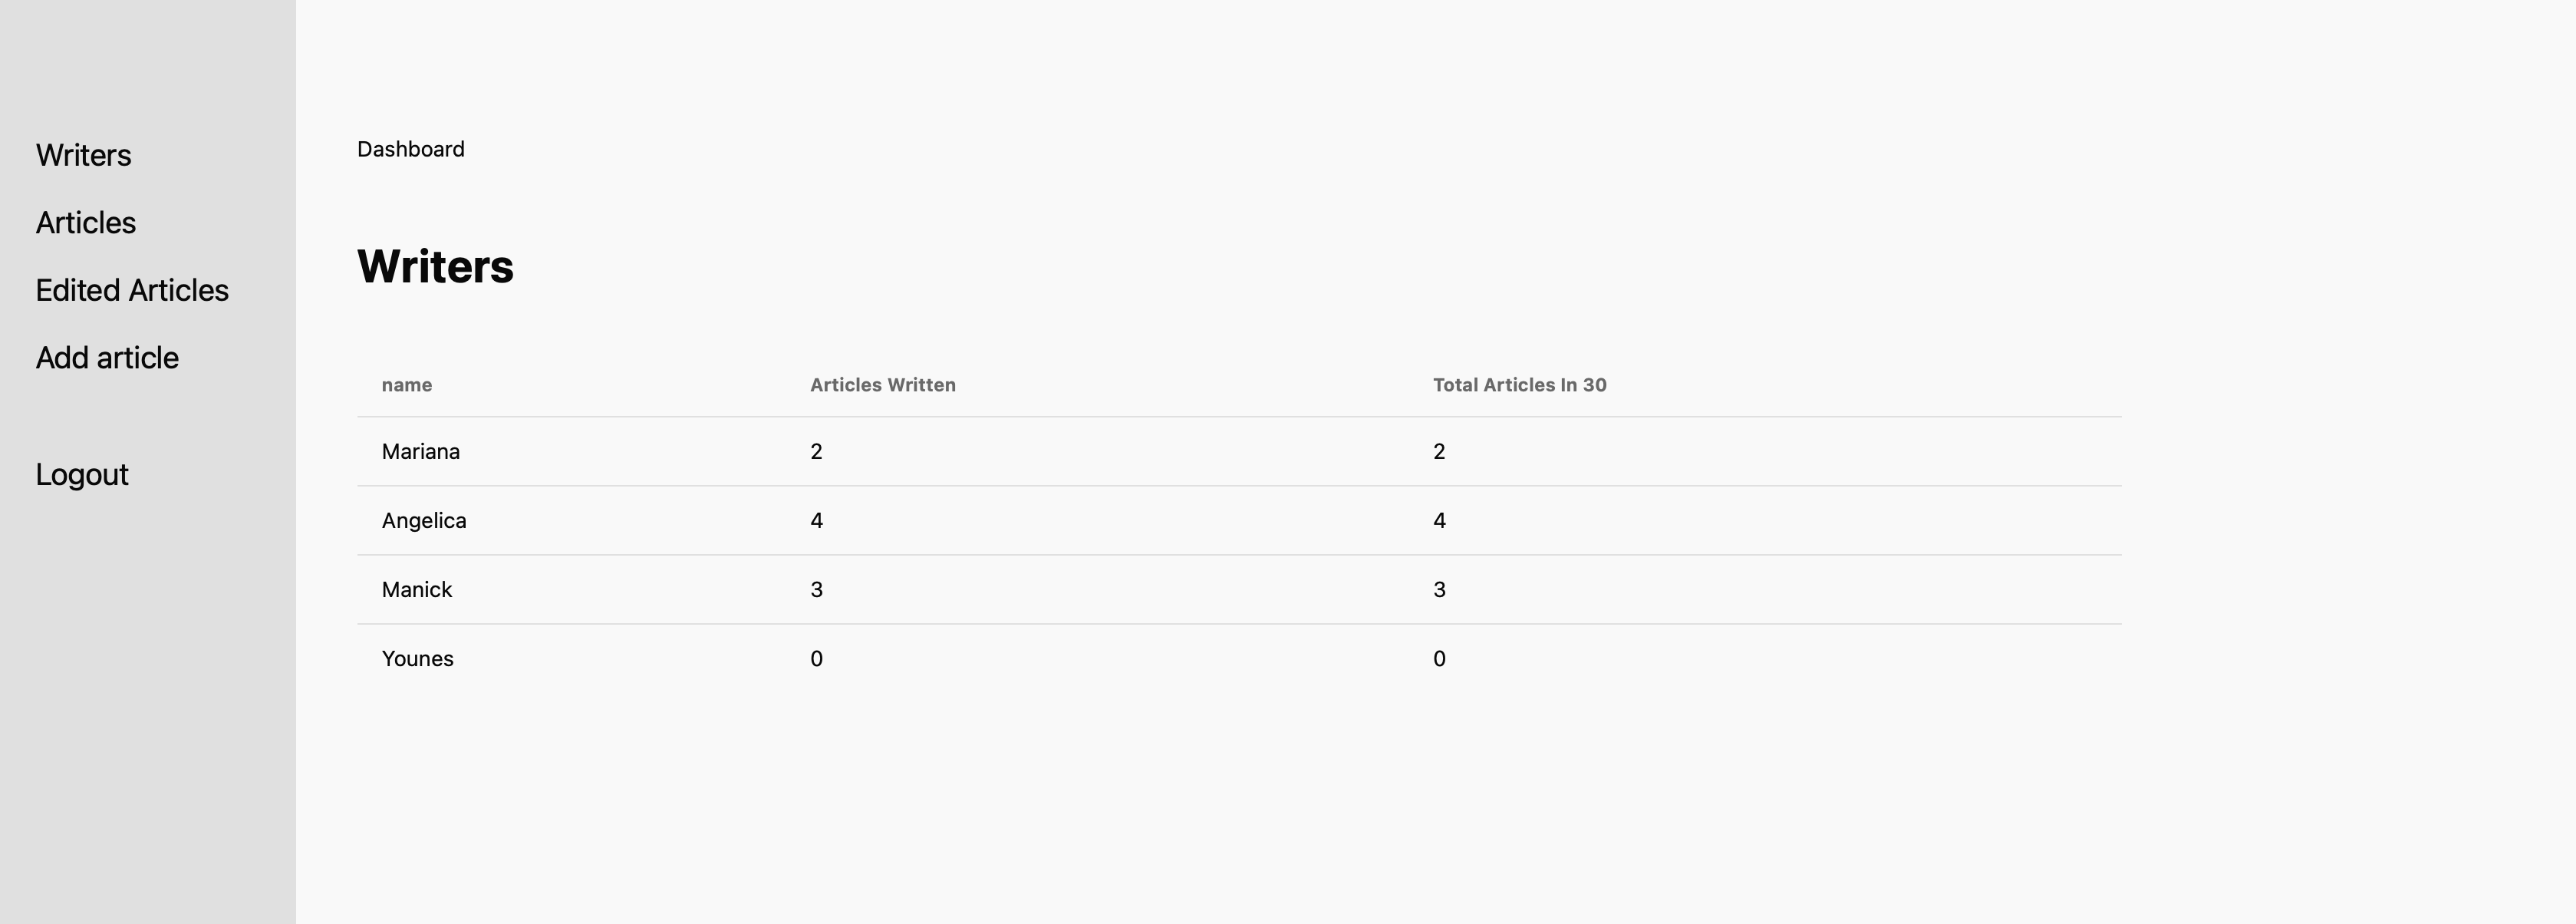 Writers
Articles
Edited Articles
Add article
Logout
Dashboard
Writers
name Articles Written Total Articles In 30
Mariana 2 2
Angelica 4 4
Manick 3 3
Younes 0 0